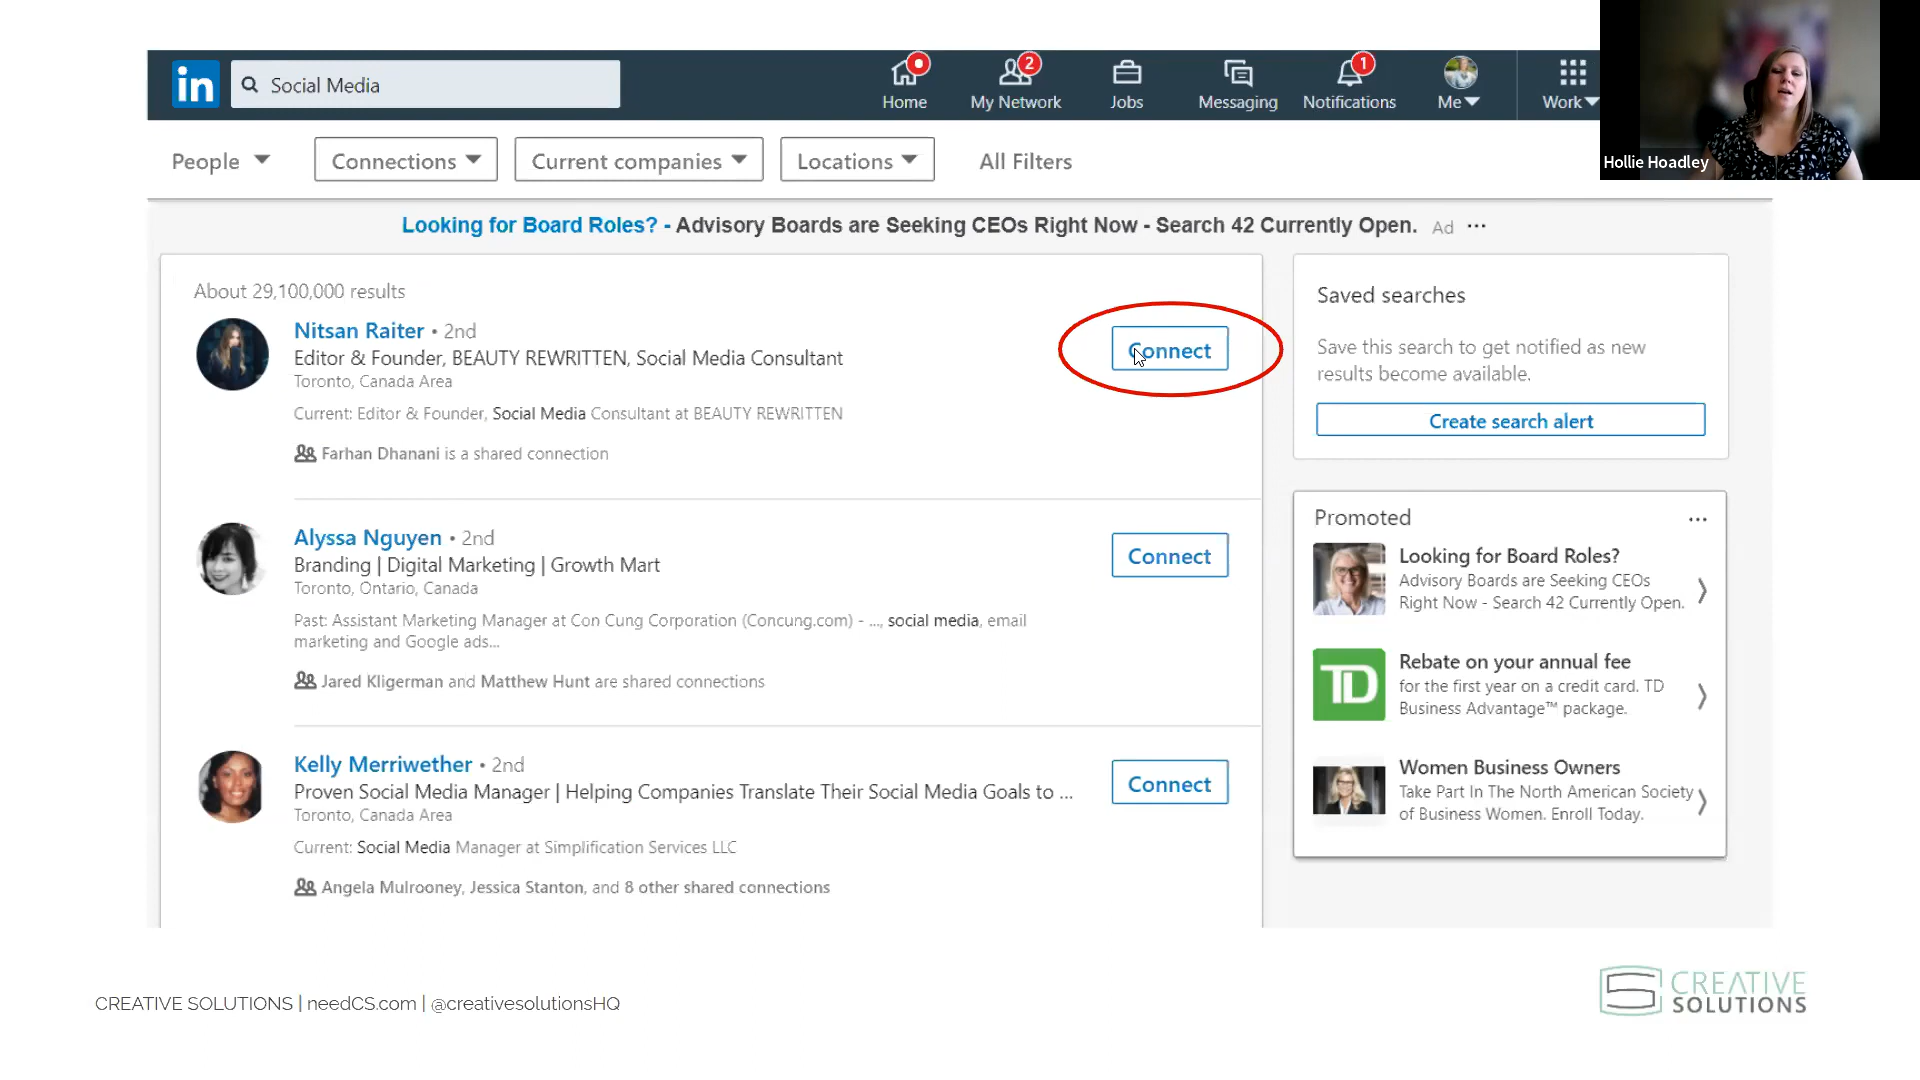 in
Social Media
Home
2
My Network
Jobs
Messaging
1
Notifications
Me
Work
Hollie Hoadley
People
Connections
Current companies
Locations
All Filters
Looking for Board Roles? - Advisory Boards are Seeking CEOs Right Now - Search 42 Currently Open. Ad ...
About 29,100,000 results
Nitsan Raiter • 2nd
Editor & Founder, BEAUTY REWRITTEN, Social Media Consultant
Toronto, Canada Area
Current: Editor & Founder, Social Media Consultant at BEAUTY REWRITTEN
Farhan Dhanani is a shared connection
Connect
Alyssa Nguyen • 2nd
Branding | Digital Marketing | Growth Mart
Toronto, Ontario, Canada
Past: Assistant Marketing Manager at Con Cung Corporation (Concung.com) - ..., social media, email
marketing and Google ads...
Jared Kligerman and Matthew Hunt are shared connections
Connect
Kelly Merriwether • 2nd
Proven Social Media Manager | Helping Companies Translate Their Social Media Goals to ...
Toronto, Canada Area
Current: Social Media Manager at Simplification Services LLC
Angela Mulrooney, Jessica Stanton, and 8 other shared connections
Connect
Saved searches
Save this search to get notified as new
results become available.
Create search alert
Promoted ...
Looking for Board Roles?
Advisory Boards are Seeking CEOs
Right Now - Search 42 Currently Open.
TD
Rebate on your annual fee
for the first year on a credit card. TD
Business Advantage™ package.
Women Business Owners
Take Part In The North American Society
of Business Women. Enroll Today.
CREATIVE SOLUTIONS | needCS.com | @creativesolutionsHQ
CREATIVE
SOLUTIONS